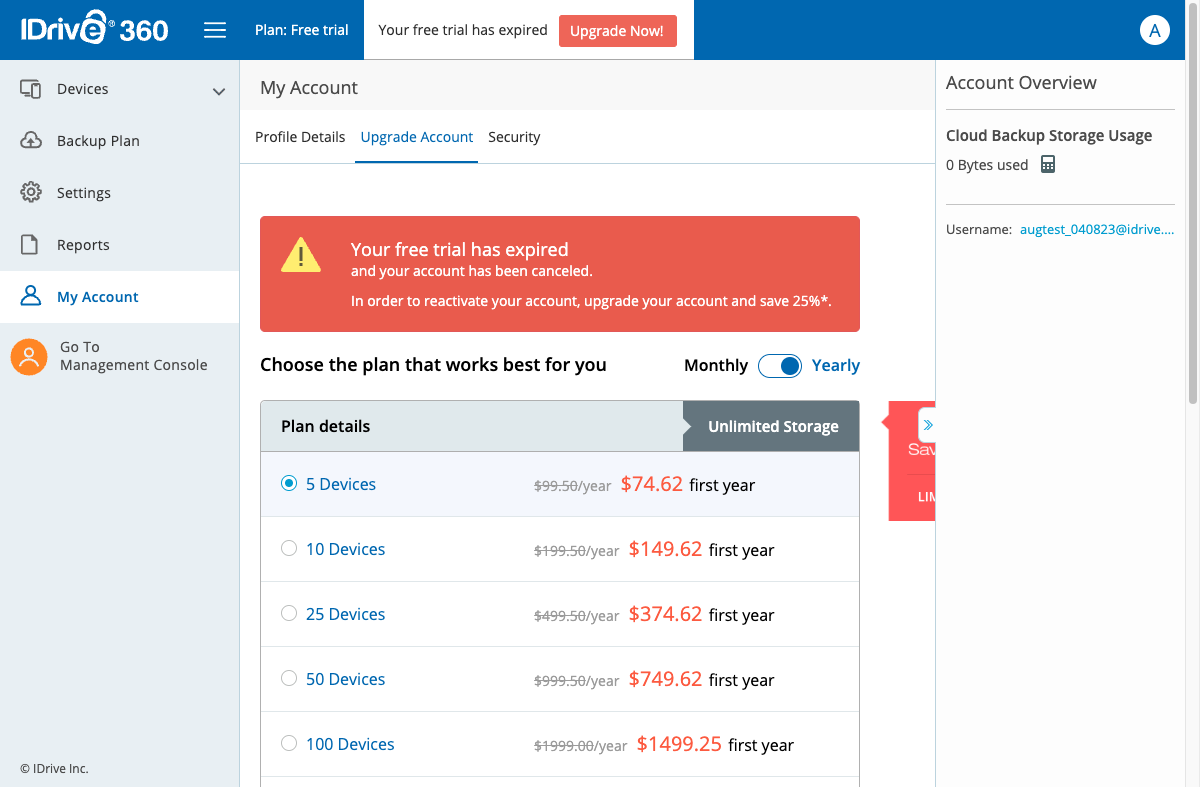 IDrive® 360
Plan: Free trial
Your free trial has expired
Upgrade Now!
A
Devices
Backup Plan
Settings
Reports
My Account
Go To
Management Console
© IDrive Inc.
My Account
Profile Details
Upgrade Account
Security
Your free trial has expired
and your account has been canceled.
In order to reactivate your account, upgrade your account and save 25%*.
Choose the plan that works best for you
Monthly
Yearly
Plan details
Unlimited Storage
5 Devices
$99.50/year $74.62 first year
10 Devices
$199.50/year $149.62 first year
25 Devices
$499.50/year $374.62 first year
50 Devices
$999.50/year $749.62 first year
100 Devices
$1999.00/year $1499.25 first year
Account Overview
Cloud Backup Storage Usage
0 Bytes used
Username: augtest_040823@idrive....